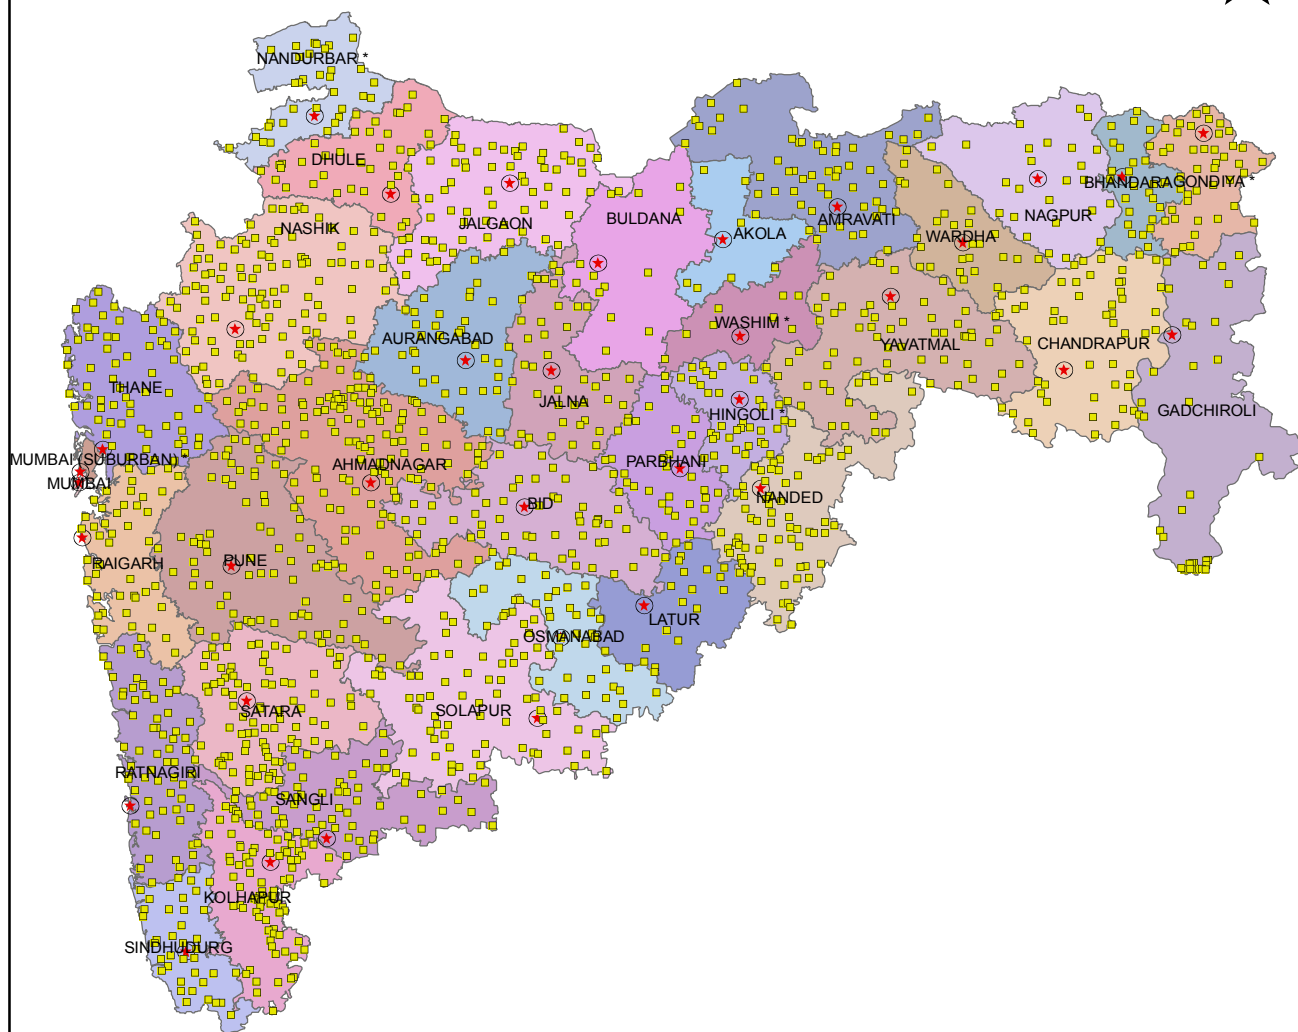 NANDURBAR *
DHULE
NASHIK
JALGAON
BULDANA
AKOLA
AMRAVATI
WARDHA
NAGPUR
BHANDARA
GONDIYA *
AURANGABAD
WASHIM *
YAVATMAL
CHANDRAPUR
GADCHIROLI
THANE
JALNA
HINGOLI *
MUMBAI (SUBURBAN) *
MUMBAI
AHMADNAGAR
PARBHANI
BID
NANDED
RAIGARH
PUNE
LATUR
OSMANABAD
SATARA
SOLAPUR
RATNAGIRI
SANGLI
KOLHAPUR
SINDHUDURG